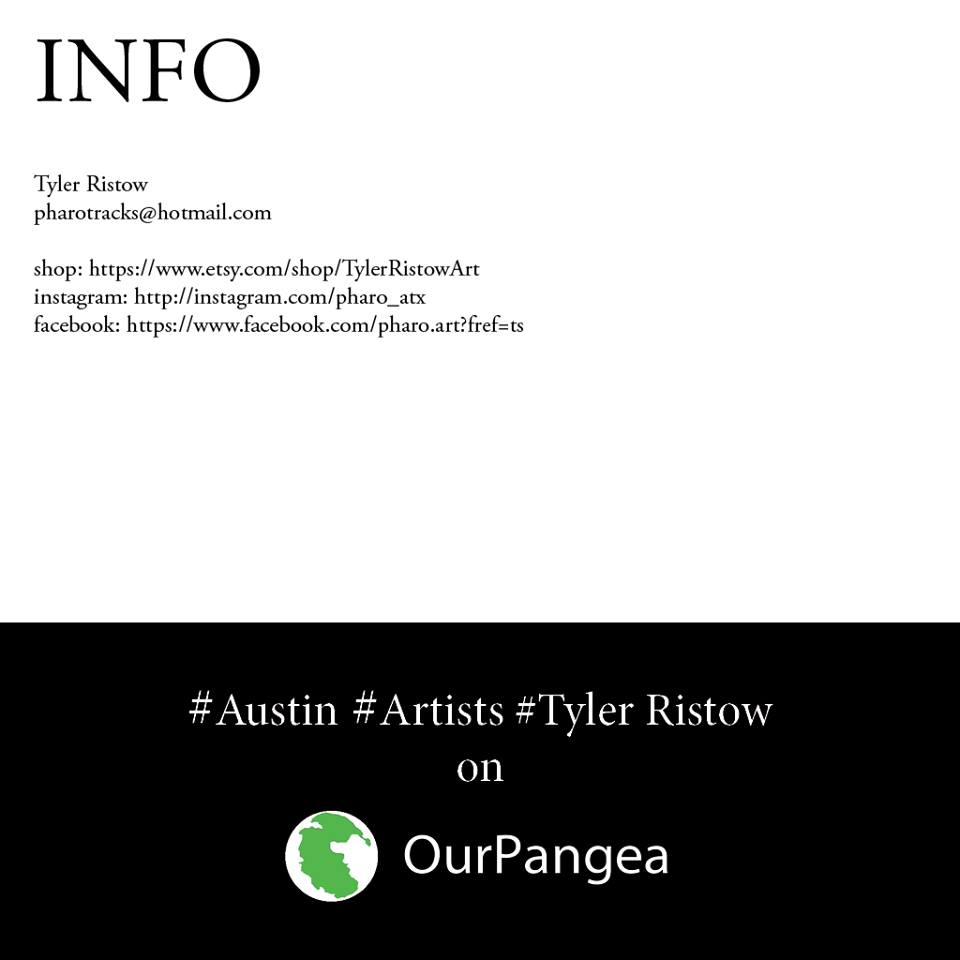 INFO
Tyler Ristow
pharotracks@hotmail.com
shop: https://www.etsy.com/shop/TylerRistowArt
instagram: http://instagram.com/pharo_atx
facebook: https://www.facebook.com/pharo.art?fref=ts
#Austin #Artists #Tyler Ristow
on
OurPangea